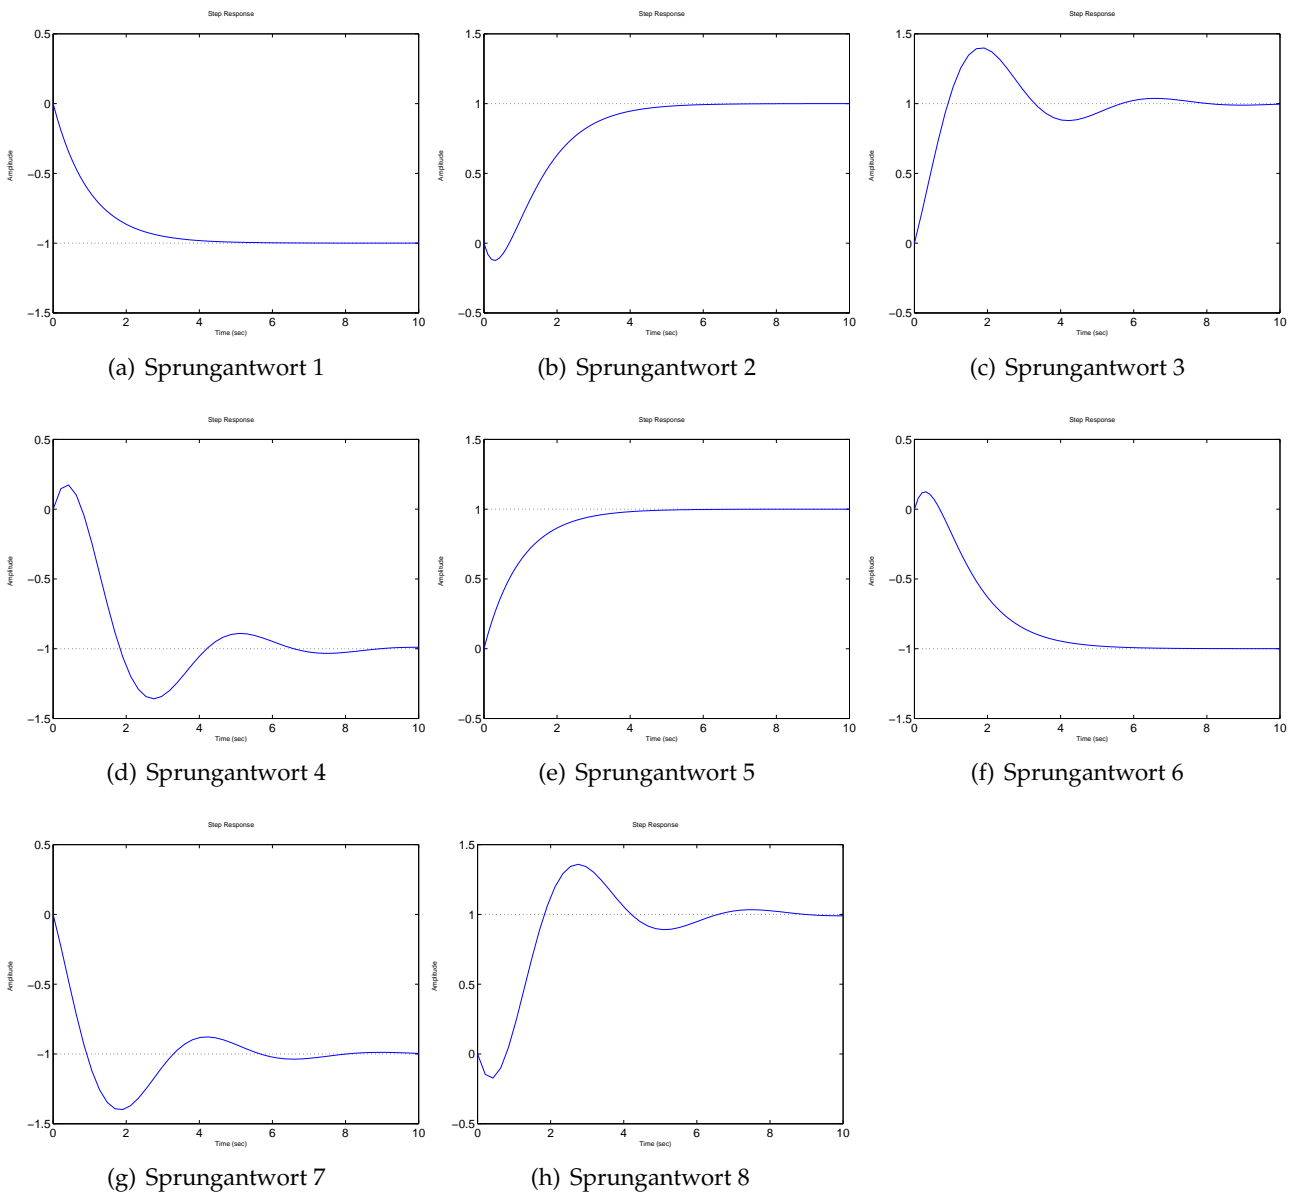 Step Response
0.5
0
−0.5
−1
−1.5
Amplitude
0 2 4 6 8 10
Time (sec)
(a) Sprungantwort 1
Step Response
1.5
1
0.5
0
−0.5
Amplitude
0 2 4 6 8 10
Time (sec)
(b) Sprungantwort 2
Step Response
1.5
1
0.5
0
−0.5
Amplitude
0 2 4 6 8 10
Time (sec)
(c) Sprungantwort 3
Step Response
0.5
0
−0.5
−1
−1.5
Amplitude
0 2 4 6 8 10
Time (sec)
(d) Sprungantwort 4
Step Response
1.5
1
0.5
0
−0.5
Amplitude
0 2 4 6 8 10
Time (sec)
(e) Sprungantwort 5
Step Response
0.5
0
−0.5
−1
−1.5
Amplitude
0 2 4 6 8 10
Time (sec)
(f) Sprungantwort 6
Step Response
0.5
0
−0.5
−1
−1.5
Amplitude
0 2 4 6 8 10
Time (sec)
(g) Sprungantwort 7
Step Response
1.5
1
0.5
0
−0.5
Amplitude
0 2 4 6 8 10
Time (sec)
(h) Sprungantwort 8